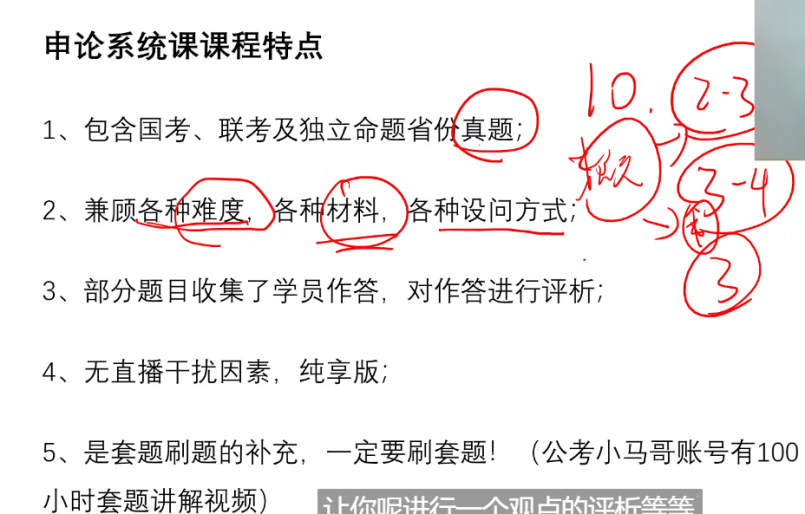 申论系统课课程特点
10. 2-3
1、包含国考、联考及独立命题省份真题；
3-4
2、兼顾各种难度，各种材料，各种设问方式；
3
3、部分题目收集了学员作答，对作答进行评析；
4、无直播干扰因素，纯享版；
5、是套题刷题的补充，一定要刷套题！（公考小马哥账号有100
小时套题讲解视频）
让你呢进行一个观点的评析等等